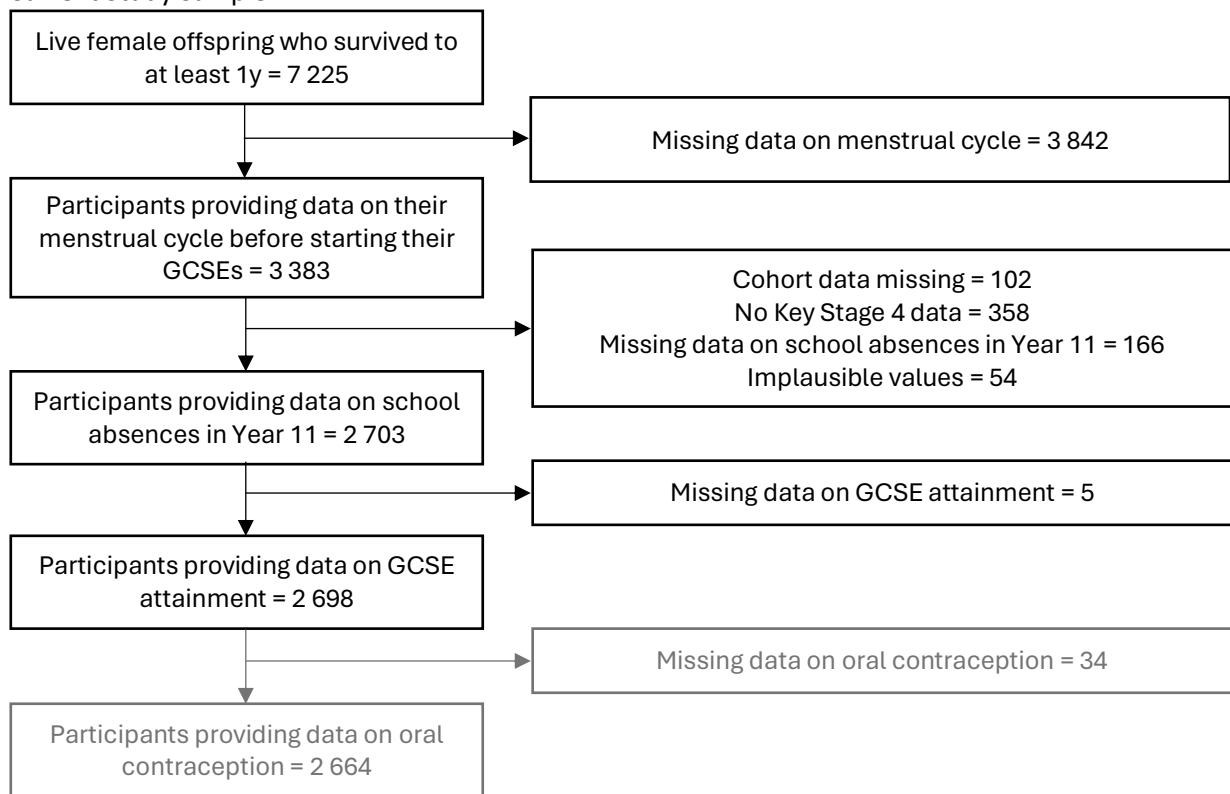 Live female offspring who survived to
at least 1y = 7 225
Missing data on menstrual cycle = 3 842
Participants providing data on their
menstrual cycle before starting their
GCSEs = 3 383
Cohort data missing = 102
No Key Stage 4 data = 358
Missing data on school absences in Year 11 = 166
Implausible values = 54
Participants providing data on school
absences in Year 11 = 2 703
Missing data on GCSE attainment = 5
Participants providing data on GCSE
attainment = 2 698
Missing data on oral contraception = 34
Participants providing data on oral
contraception = 2 664